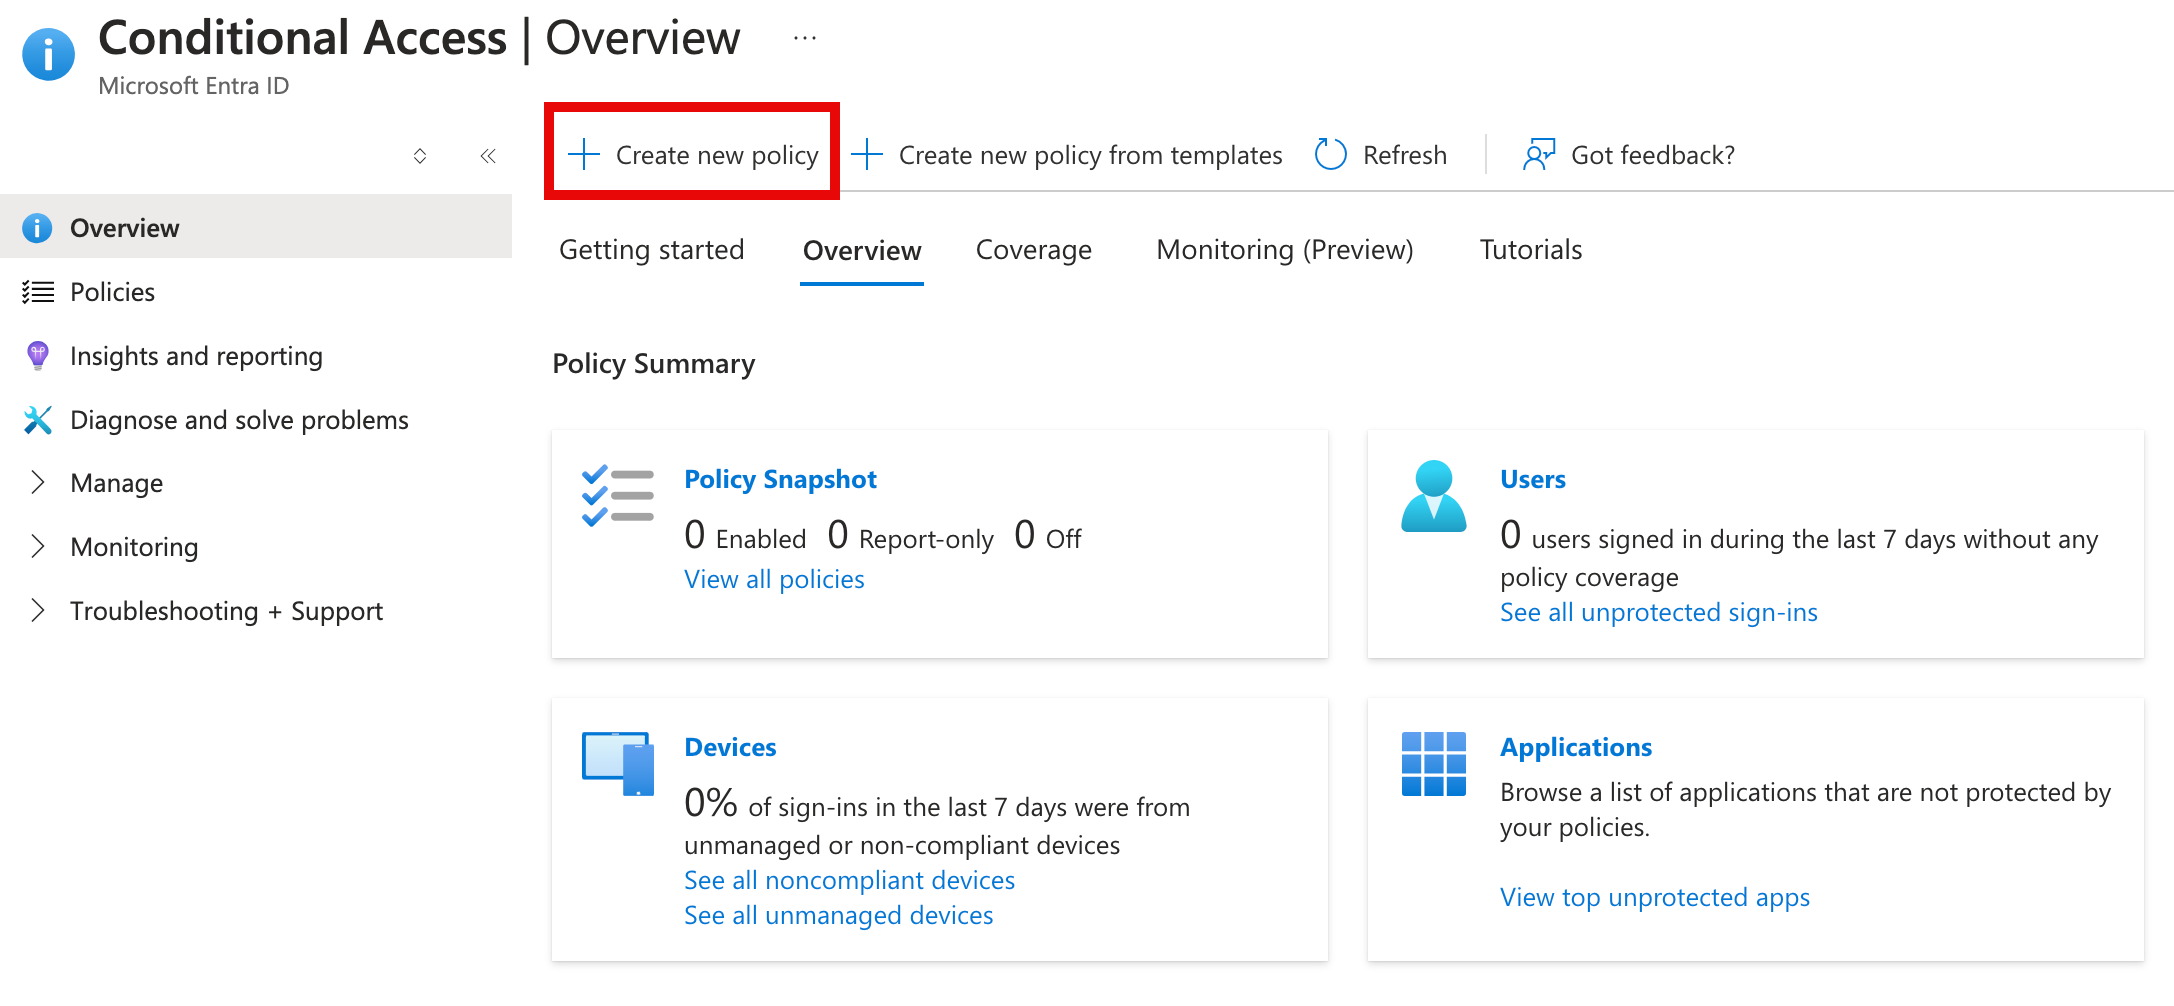 Conditional Access | Overview ...
Microsoft Entra ID
Create new policy
Create new policy from templates
Refresh
Got feedback?
Overview
Policies
Insights and reporting
Diagnose and solve problems
Manage
Monitoring
Troubleshooting + Support
Getting started
Overview
Coverage
Monitoring (Preview)
Tutorials
Policy Summary
Policy Snapshot
0 Enabled 0 Report-only 0 Off
View all policies
Users
0 users signed in during the last 7 days without any
policy coverage
See all unprotected sign-ins
Devices
0% of sign-ins in the last 7 days were from
unmanaged or non-compliant devices
See all noncompliant devices
See all unmanaged devices
Applications
Browse a list of applications that are not protected by
your policies.
View top unprotected apps